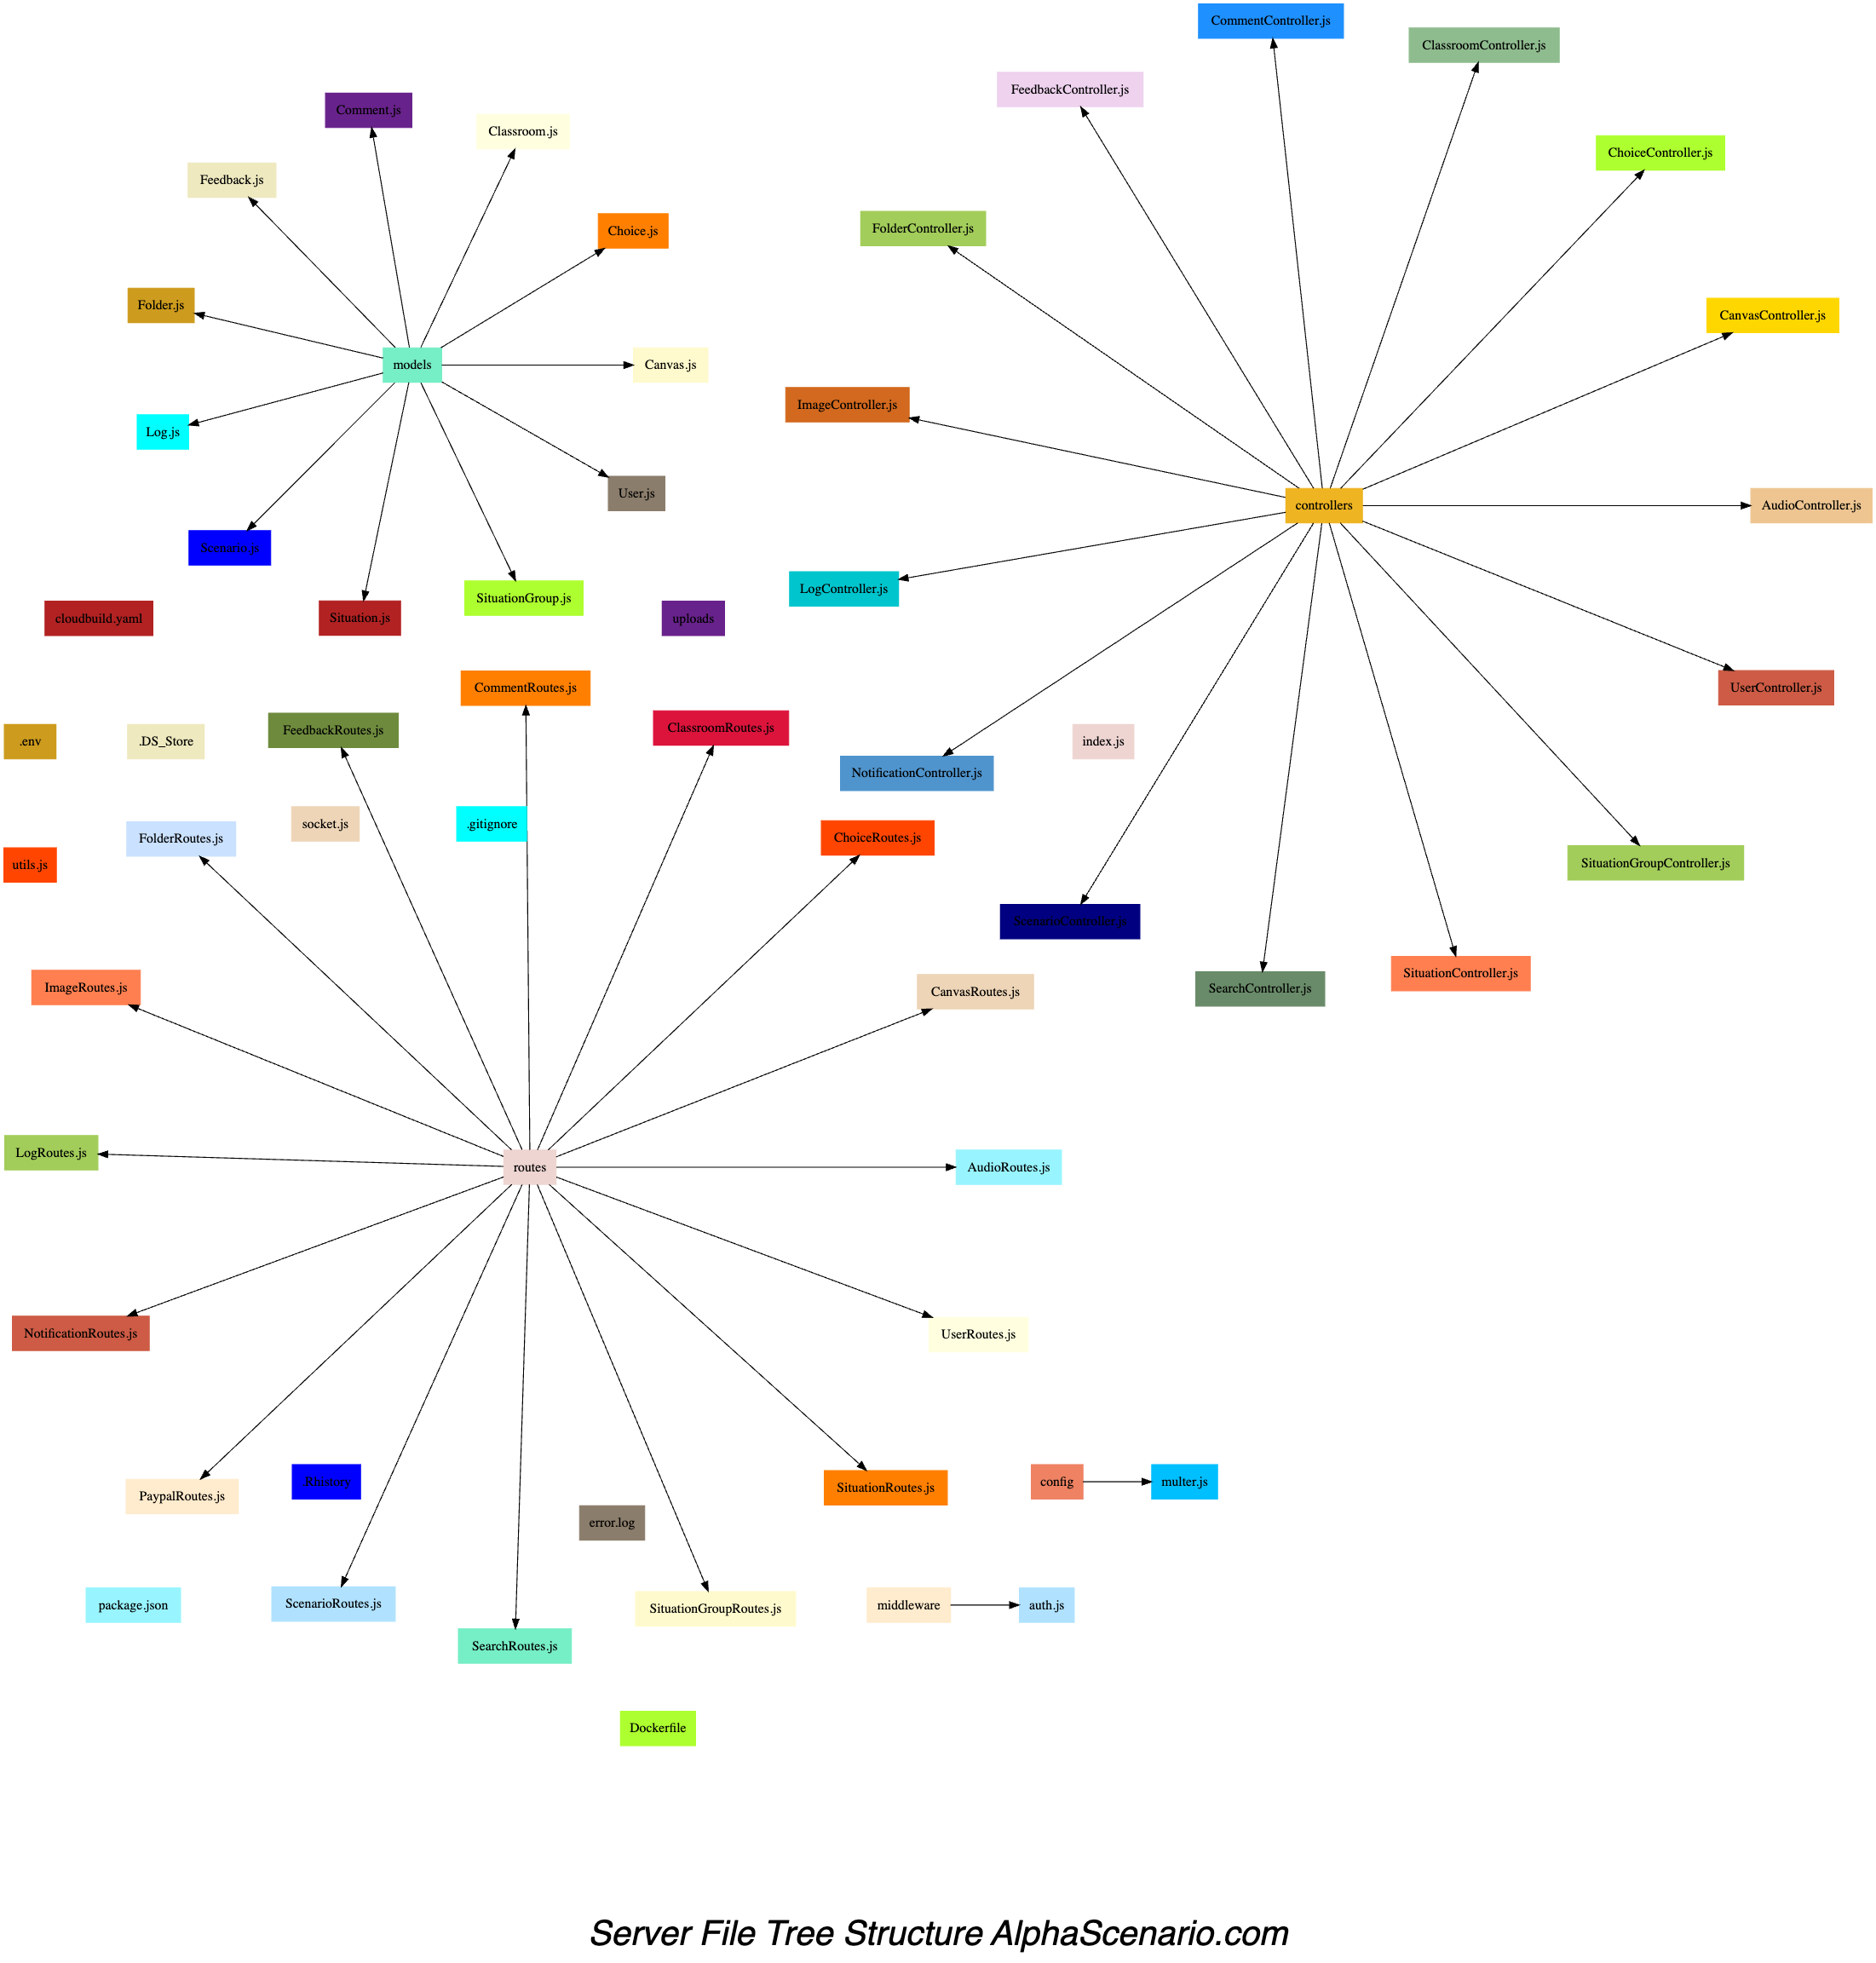 CommentController.js
ClassroomController.js
FeedbackController.js
Comment.js
Classroom.js
ChoiceController.js
Feedback.js
FolderController.js
Choice.js
Folder.js
CanvasController.js
models
Canvas.js
ImageController.js
Log.js
User.js
controllers
AudioController.js
Scenario.js
LogController.js
SituationGroup.js
cloudbuild.yaml
Situation.js
uploads
CommentRoutes.js
UserController.js
FeedbackRoutes.js
ClassroomRoutes.js
.env
.DS_Store
index.js
NotificationController.js
socket.js
.gitignore
FolderRoutes.js
ChoiceRoutes.js
utils.js
SituationGroupController.js
ScenarioController.js
ImageRoutes.js
CanvasRoutes.js
SearchController.js
SituationController.js
LogRoutes.js
routes
AudioRoutes.js
NotificationRoutes.js
UserRoutes.js
PaypalRoutes.js
Rhistory
SituationRoutes.js
config
multer.js
error.log
package.json
ScenarioRoutes.js
SituationGroupRoutes.js
middleware
auth.js
SearchRoutes.js
Dockerfile
Server File Tree Structure AlphaScenario.com